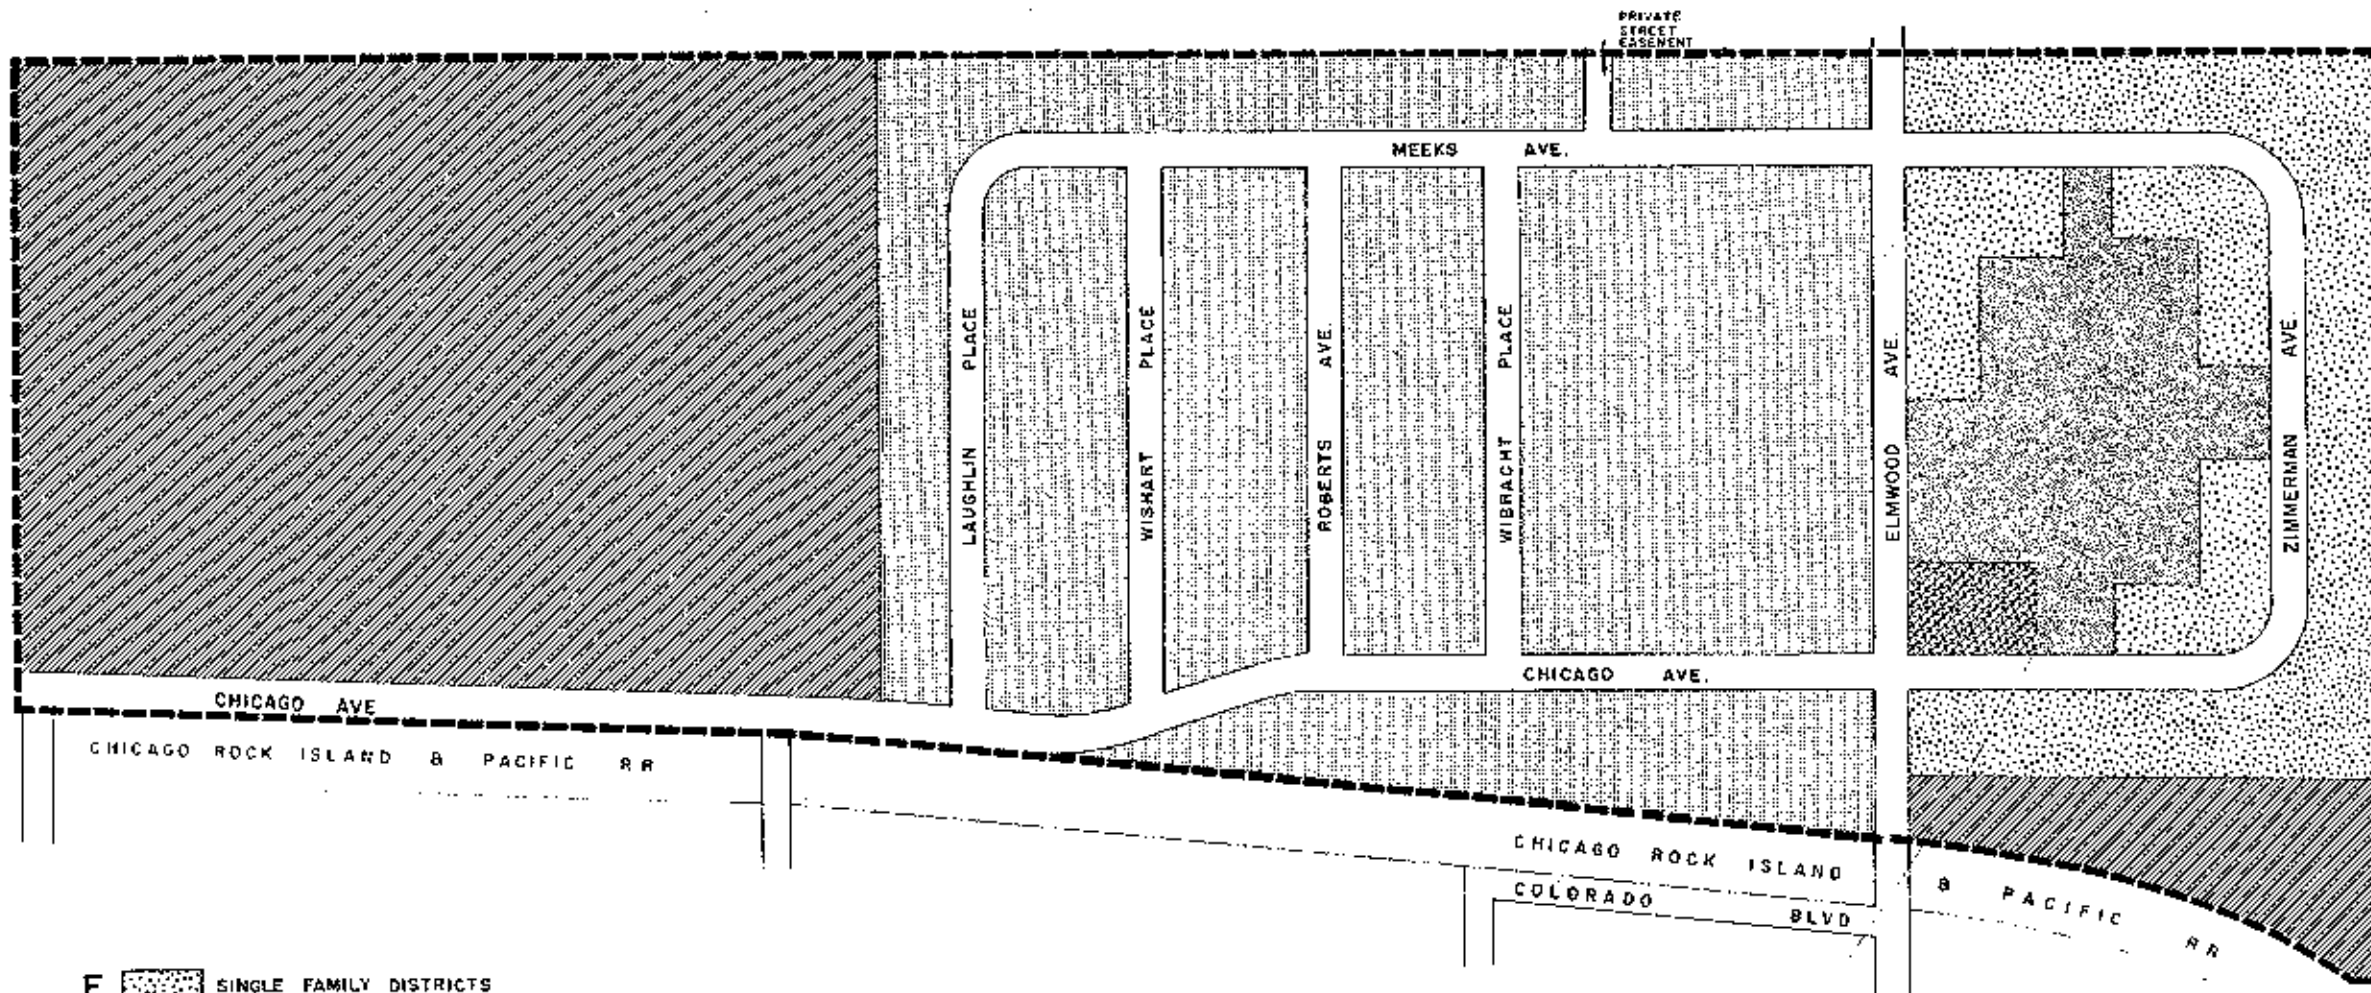 PRIVATE
STREET
EASEMENT
MEEKS AVE.
LAUGHLIN PLACE
WISHART PLACE
ROBERTS AVE.
WIBRACHT PLACE
ELMWOOD AVE.
ZIMMERMAN AVE.
CHICAGO AVE.
CHICAGO AVE
CHICAGO ROCK ISLAND & PACIFIC RR
CHICAGO ROCK ISLAND & PACIFIC RR
COLORADO BLVD
F SINGLE FAMILY DISTRICTS